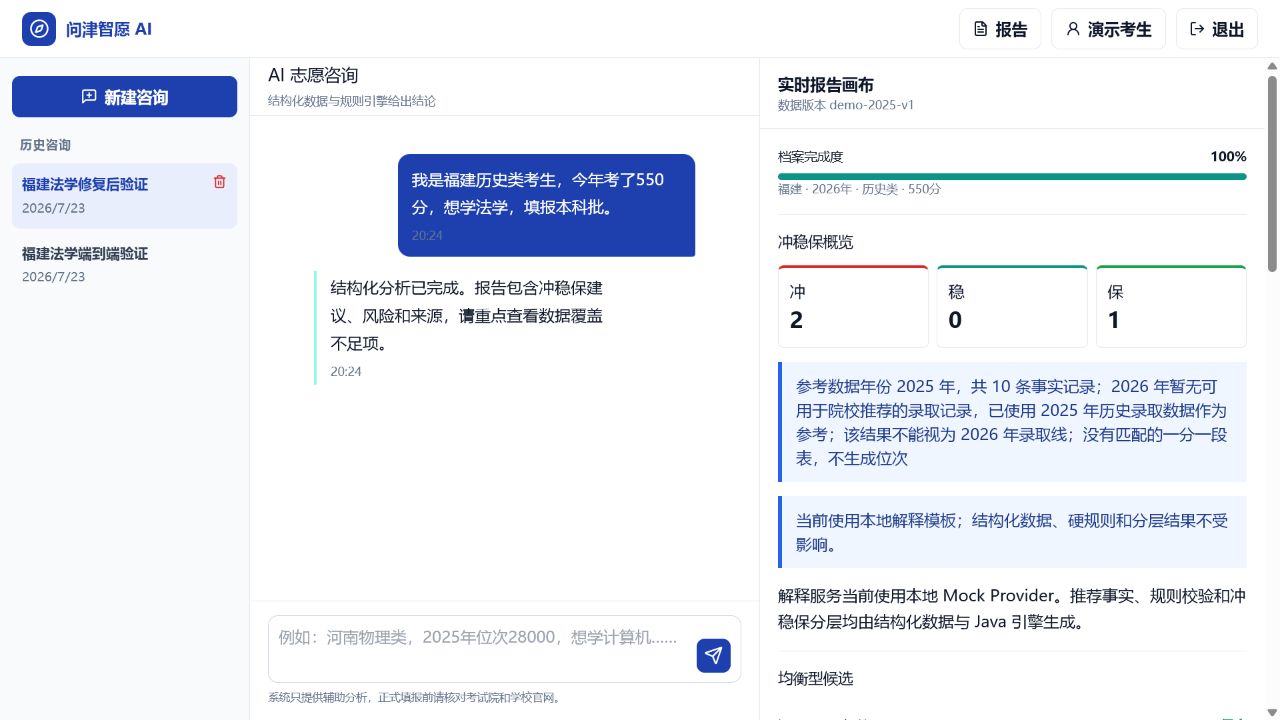 问津智愿 AI
报告
演示考生
退出
新建咨询
历史咨询
福建法学修复后验证
2026/7/23
福建法学端到端验证
2026/7/23
AI 志愿咨询
结构化数据与规则引擎给出结论
我是福建历史类考生，今年考了550
分，想学法学，填报本科批。
20:24
结构化分析已完成。报告包含冲稳保建
议、风险和来源，请重点查看数据覆盖
不足项。
20:24
例如：河南物理类，2025年位次28000，想学计算机……
系统只提供辅助分析，正式填报前请核对考试院和学校官网。
实时报告画布
数据版本 demo-2025-v1
档案完成度
100%
福建 · 2026年 · 历史类 · 550分
冲稳保概览
冲
2
稳
0
保
1
参考数据年份 2025 年，共 10 条事实记录；2026 年暂无可
用于院校推荐的录取记录，已使用 2025 年历史录取数据作为
参考；该结果不能视为 2026 年录取线；没有匹配的一分一段
表，不生成位次
当前使用本地解释模板；结构化数据、硬规则和分层结果不受
影响。
解释服务当前使用本地 Mock Provider。推荐事实、规则校验和冲
稳保分层均由结构化数据与 Java 引擎生成。
均衡型候选